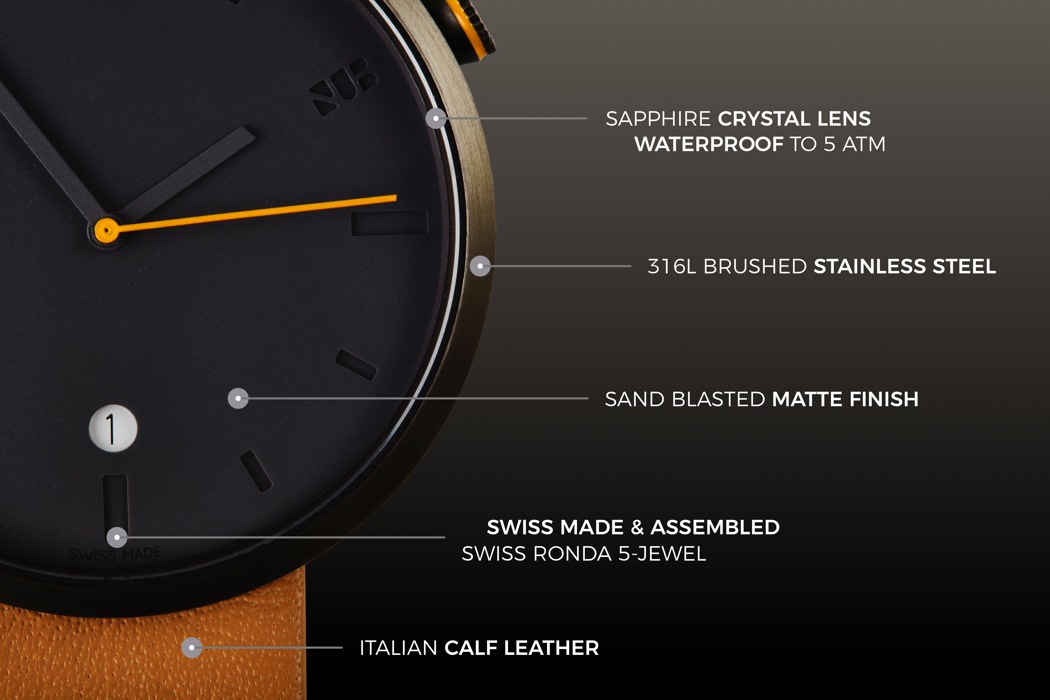 NUB
SAPPHIRE CRYSTAL LENS
WATERPROOF TO 5 ATM
316L BRUSHED STAINLESS STEEL
SAND BLASTED MATTE FINISH
1
SWISS MADE & ASSEMBLED
SWISS RONDA 5-JEWEL
SWISS MADE
ITALIAN CALF LEATHER